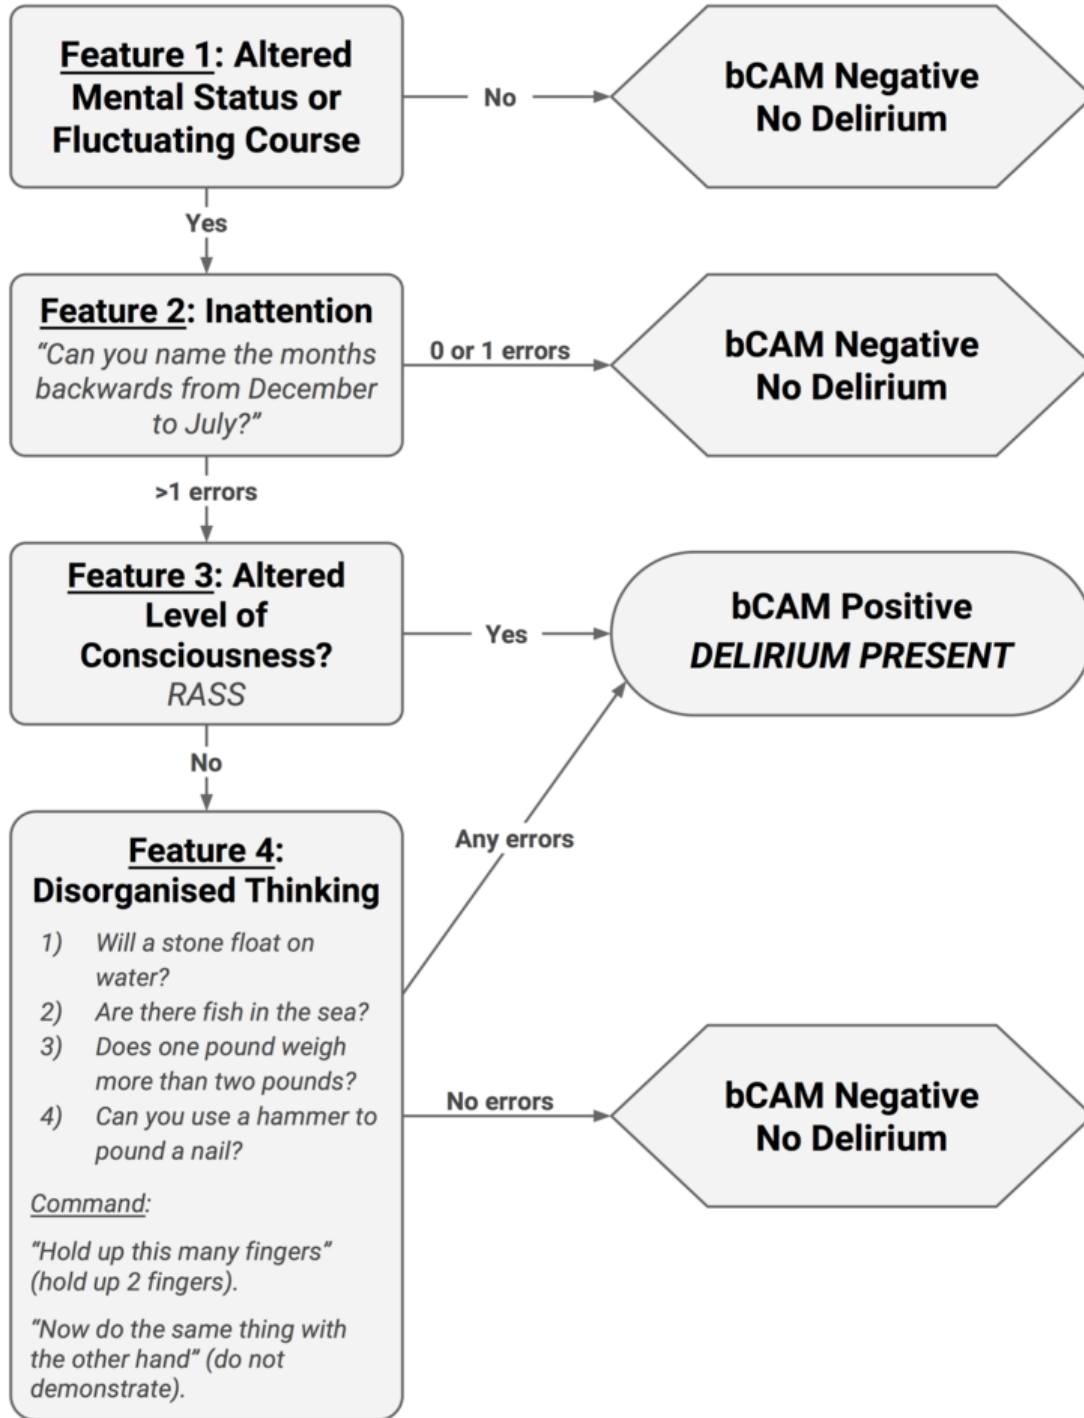 Feature 1: Altered
Mental Status or
Fluctuating Course
No
bCAM Negative
No Delirium
Yes
Feature 2: Inattention
“Can you name the months
backwards from December
to July?”
0 or 1 errors
bCAM Negative
No Delirium
>1 errors
Feature 3: Altered
Level of
Consciousness?
RASS
Yes
bCAM Positive
DELIRIUM PRESENT
No
Feature 4:
Disorganised Thinking
1) Will a stone float on
water?
2) Are there fish in the sea?
3) Does one pound weigh
more than two pounds?
4) Can you use a hammer to
pound a nail?
Command:
“Hold up this many fingers”
(hold up 2 fingers).
“Now do the same thing with
the other hand” (do not
demonstrate).
Any errors
No errors
bCAM Negative
No Delirium